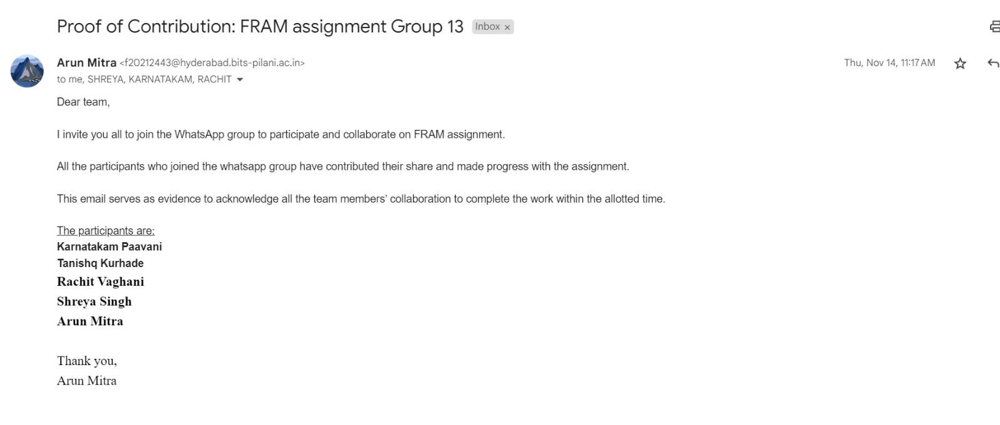 Proof of Contribution: FRAM assignment Group 13 Inbox ×
Arun Mitra <f20212443@hyderabad.bits-pilani.ac.in> Thu, Nov 14, 11:17 AM
to me, SHREYA, KARNATAKAM, RACHIT
Dear team,
I invite you all to join the WhatsApp group to participate and collaborate on FRAM assignment.
All the participants who joined the whatsapp group have contributed their share and made progress with the assignment.
This email serves as evidence to acknowledge all the team members’ collaboration to complete the work within the allotted time.
The participants are:
Karnatakam Paavani
Tanishq Kurhade
Rachit Vaghani
Shreya Singh
Arun Mitra
Thank you,
Arun Mitra